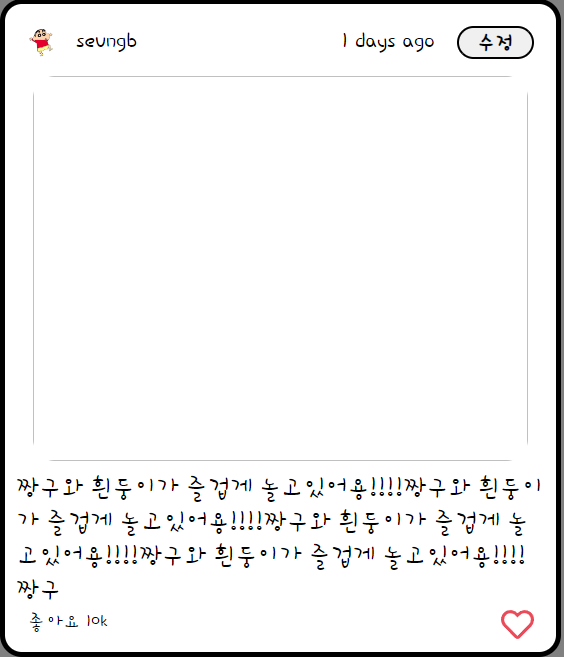 seungb
1 days ago
수정
짱구와 흰둥이가 즐겁게 놀고있어용!!!!짱구와 흰둥이
가 즐겁게 놀고있어용!!!!짱구와 흰둥이가 즐겁게 놀
고있어용!!!!짱구와 흰둥이가 즐겁게 놀고있어용!!!!
짱구
좋아요 10k